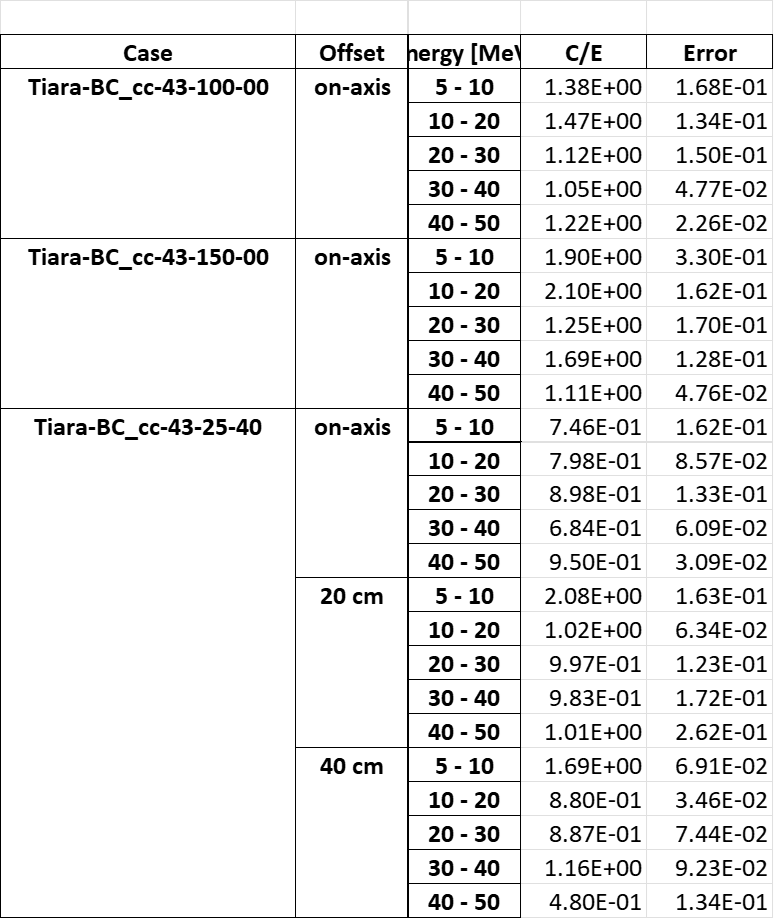 Case Offset nergy [MeV C/E Error
Tiara-BC_cc-43-100-00 on-axis 5 - 10 1.38E+00 1.68E-01
10 - 20 1.47E+00 1.34E-01
20 - 30 1.12E+00 1.50E-01
30 - 40 1.05E+00 4.77E-02
40 - 50 1.22E+00 2.26E-02
Tiara-BC_cc-43-150-00 on-axis 5 - 10 1.90E+00 3.30E-01
10 - 20 2.10E+00 1.62E-01
20 - 30 1.25E+00 1.70E-01
30 - 40 1.69E+00 1.28E-01
40 - 50 1.11E+00 4.76E-02
Tiara-BC_cc-43-25-40 on-axis 5 - 10 7.46E-01 1.62E-01
10 - 20 7.98E-01 8.57E-02
20 - 30 8.98E-01 1.33E-01
30 - 40 6.84E-01 6.09E-02
40 - 50 9.50E-01 3.09E-02
20 cm 5 - 10 2.08E+00 1.63E-01
10 - 20 1.02E+00 6.34E-02
20 - 30 9.97E-01 1.23E-01
30 - 40 9.83E-01 1.72E-01
40 - 50 1.01E+00 2.62E-01
40 cm 5 - 10 1.69E+00 6.91E-02
10 - 20 8.80E-01 3.46E-02
20 - 30 8.87E-01 7.44E-02
30 - 40 1.16E+00 9.23E-02
40 - 50 4.80E-01 1.34E-01